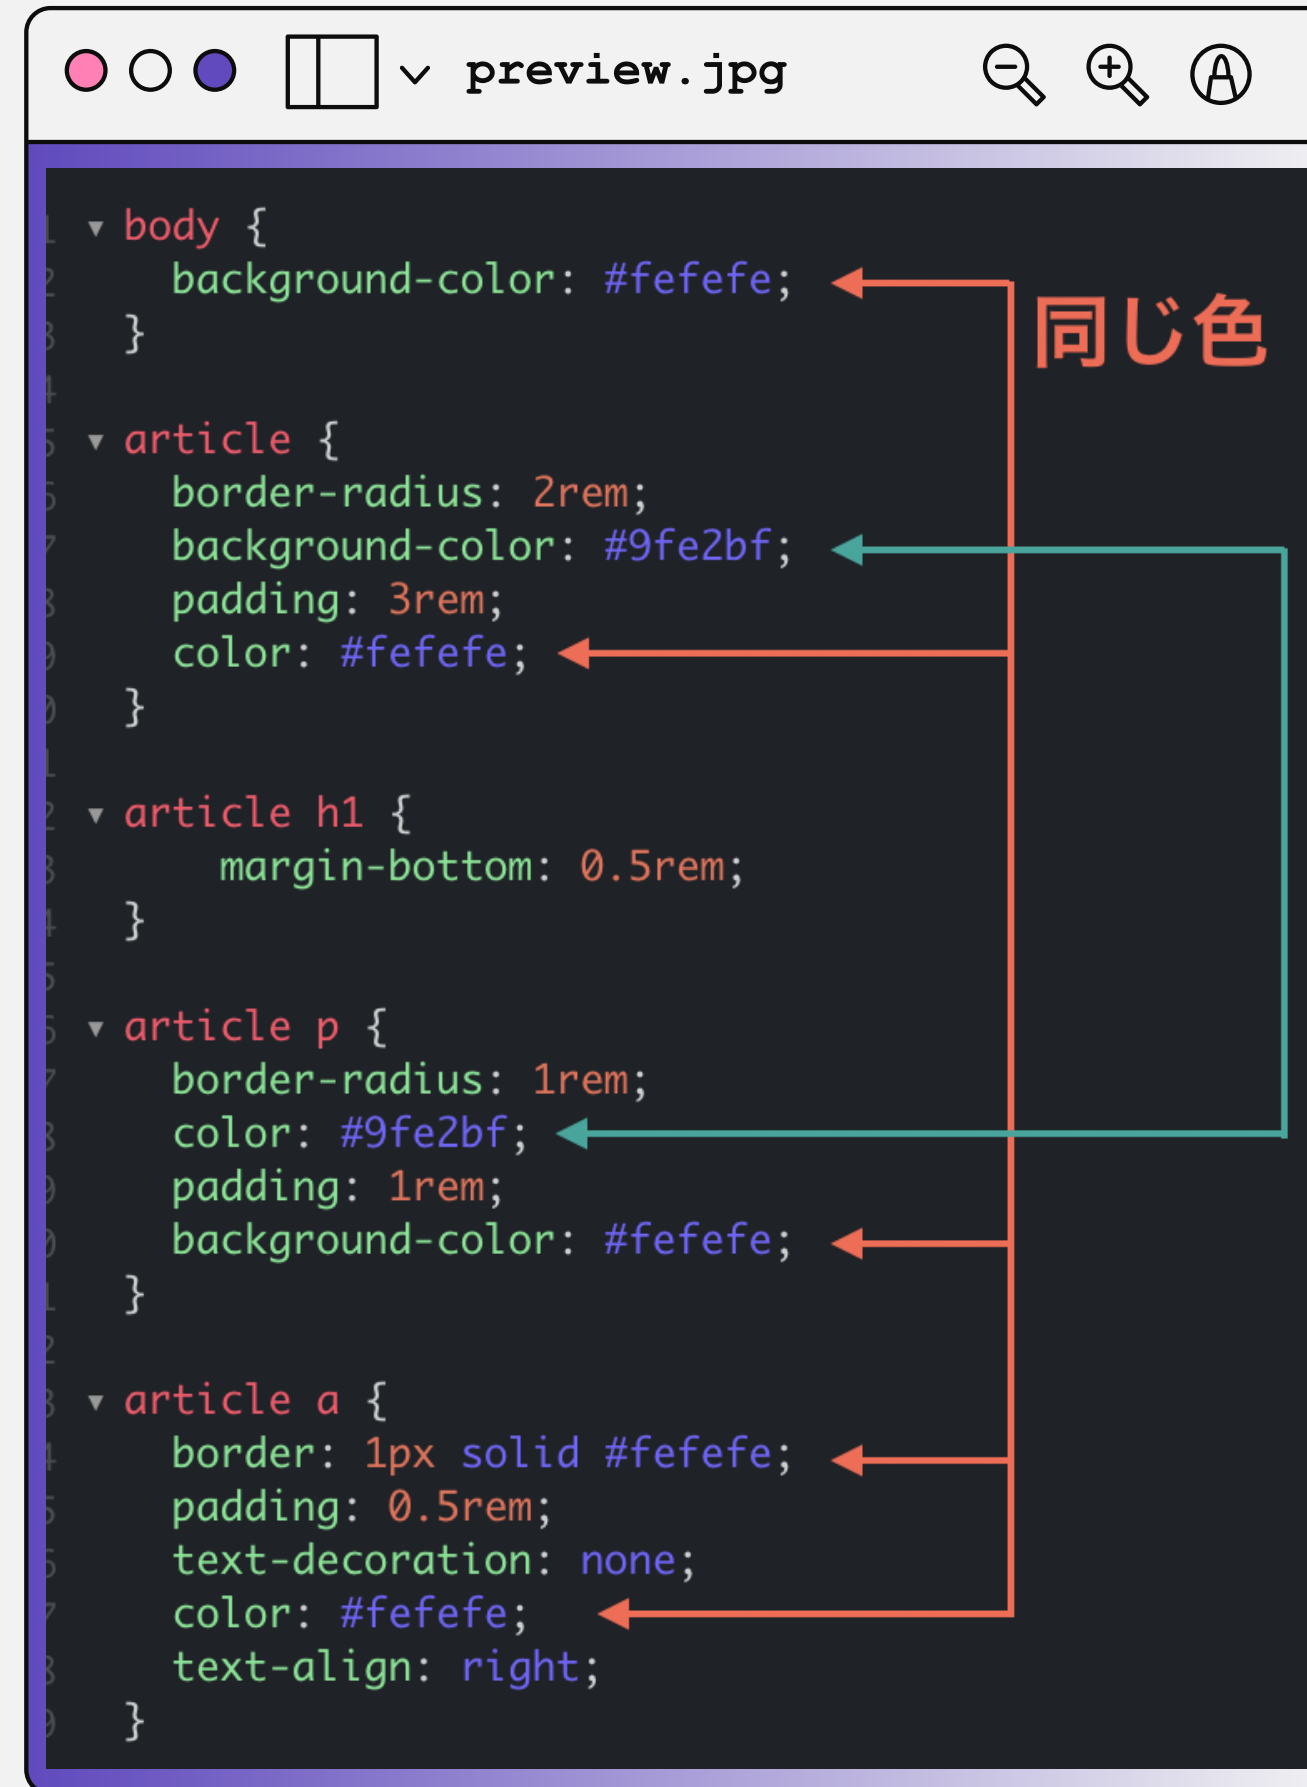 preview.jpg
body {
background-color: #fefefe;
同じ色
}
article {
border-radius: 2rem;
background-color: #9fe2bf;
padding: 3rem;
color: #fefefe;
}
article h1 {
margin-bottom: 0.5rem;
}
article p {
border-radius: 1rem;
color: #9fe2bf;
padding: 1rem;
background-color: #fefefe;
}
article a {
border: 1px solid #fefefe;
padding: 0.5rem;
text-decoration: none;
color: #fefefe;
text-align: right;
}